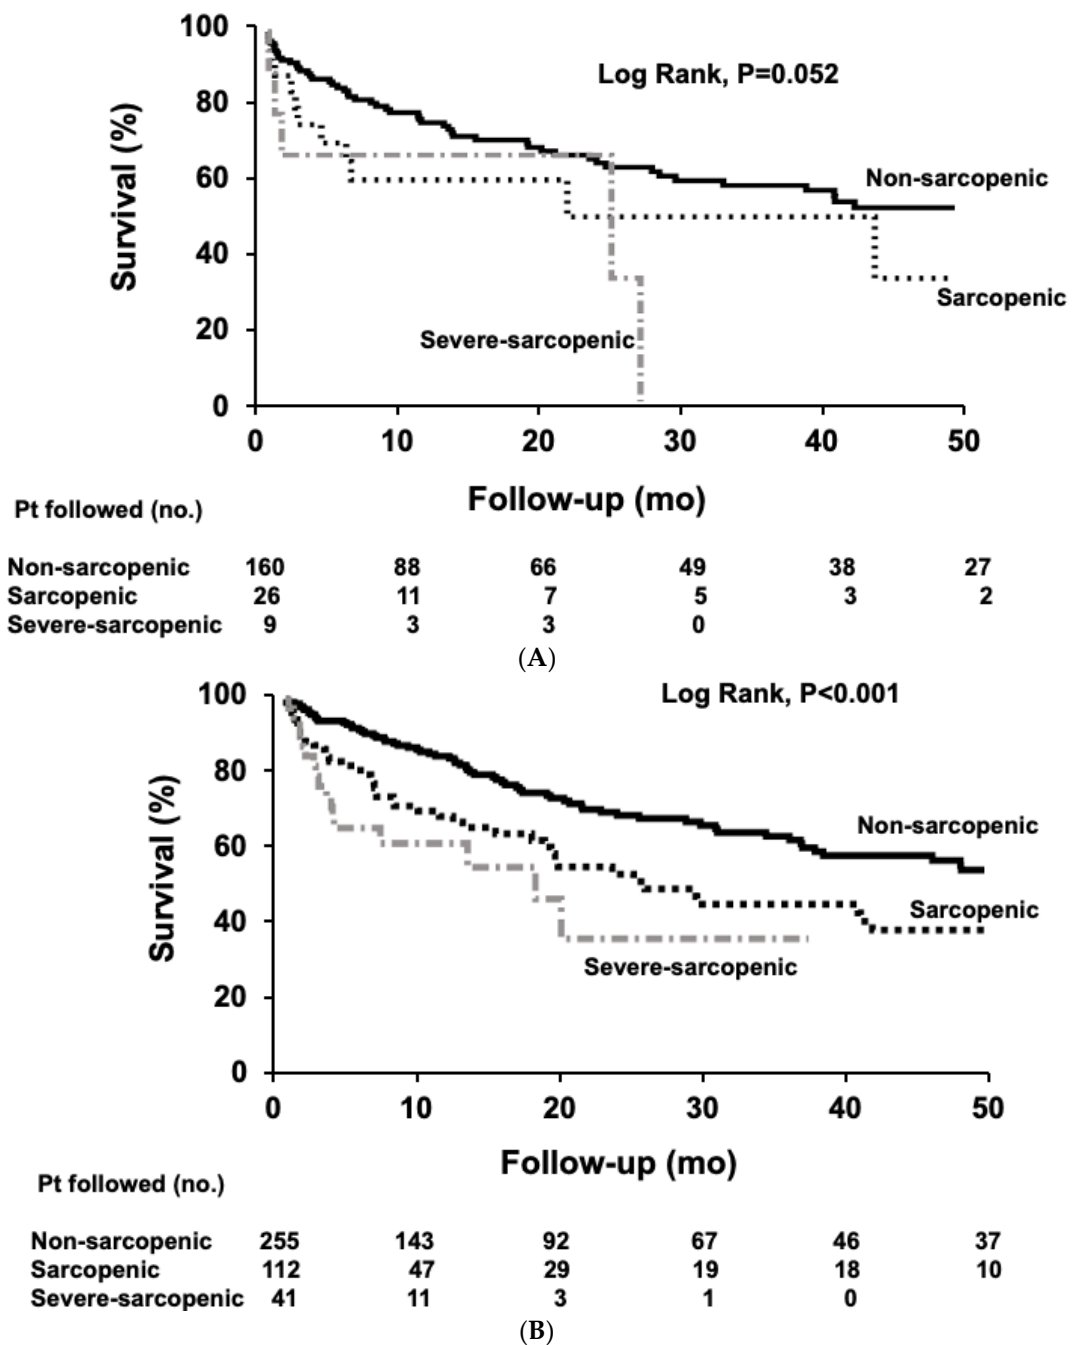 100
80
60
40
20
0
Survival (%)
Log Rank, P=0.052
Non-sarcopenic
Sarcopenic
Severe-sarcopenic
0 10 20 30 40 50
Follow-up (mo)
Pt followed (no.)
Non-sarcopenic 160 88 66 49 38 27
Sarcopenic 26 11 7 5 3 2
Severe-sarcopenic 9 3 3 0
(A)
100
80
60
40
20
0
Survival (%)
Log Rank, P<0.001
Non-sarcopenic
Sarcopenic
Severe-sarcopenic
0 10 20 30 40 50
Follow-up (mo)
Pt followed (no.)
Non-sarcopenic 255 143 92 67 46 37
Sarcopenic 112 47 29 19 18 10
Severe-sarcopenic 41 11 3 1 0
(B)